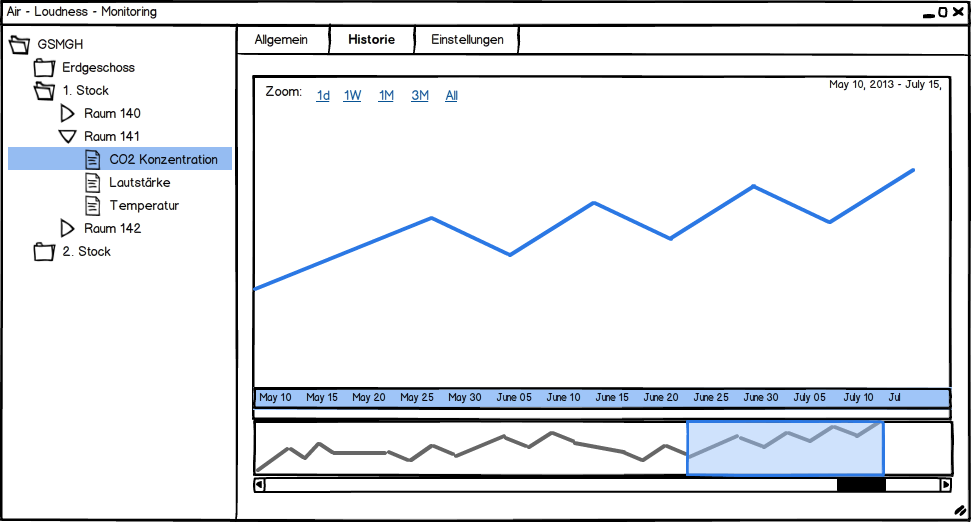 Air - Loudness - Monitoring
GSMGH
Erdgeschoss
1. Stock
Raum 140
Raum 141
CO2 Konzentration
Lautstärke
Temperatur
Raum 142
2. Stock
Allgemein Historie Einstellungen
Zoom: 1d 1W 1M 3M All
May 10, 2013 - July 15,
May 10 May 15 May 20 May 25 May 30 June 05 June 10 June 15 June 20 June 25 June 30 July 05 July 10 Jul